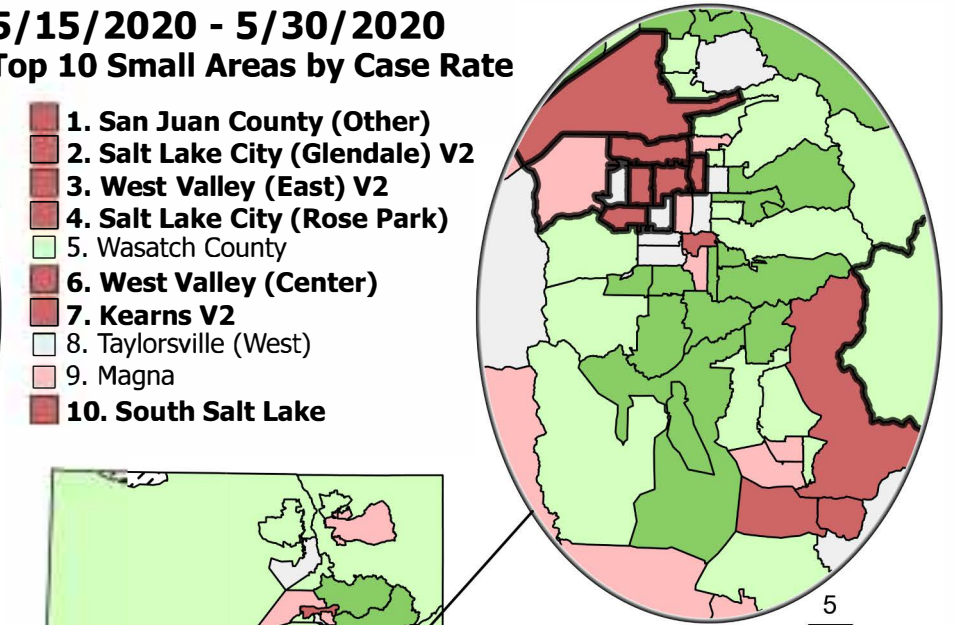 5/15/2020 - 5/30/2020
Top 10 Small Areas by Case Rate
1. San Juan County (Other)
2. Salt Lake City (Glendale) V2
3. West Valley (East) V2
4. Salt Lake City (Rose Park)
5. Wasatch County
6. West Valley (Center)
7. Kearns V2
8. Taylorsville (West)
9. Magna
10. South Salt Lake
5